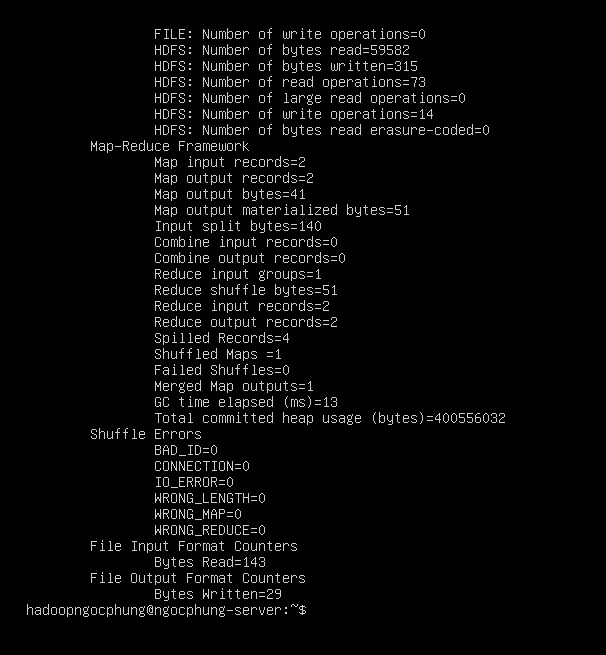 FILE: Number of write operations=0
HDFS: Number of bytes read=59582
HDFS: Number of bytes written=315
HDFS: Number of read operations=73
HDFS: Number of large read operations=0
HDFS: Number of write operations=14
HDFS: Number of bytes read erasure-coded=0
Map-Reduce Framework
Map input records=2
Map output records=2
Map output bytes=41
Map output materialized bytes=51
Input split bytes=140
Combine input records=0
Combine output records=0
Reduce input groups=1
Reduce shuffle bytes=51
Reduce input records=2
Reduce output records=2
Spilled Records=4
Shuffled Maps =1
Failed Shuffles=0
Merged Map outputs=1
GC time elapsed (ms)=13
Total committed heap usage (bytes)=400556032
Shuffle Errors
BAD_ID=0
CONNECTION=0
IO_ERROR=0
WRONG_LENGTH=0
WRONG_MAP=0
WRONG_REDUCE=0
File Input Format Counters
Bytes Read=143
File Output Format Counters
Bytes Written=29
hadoopngocphung@ngocphung-server:~$